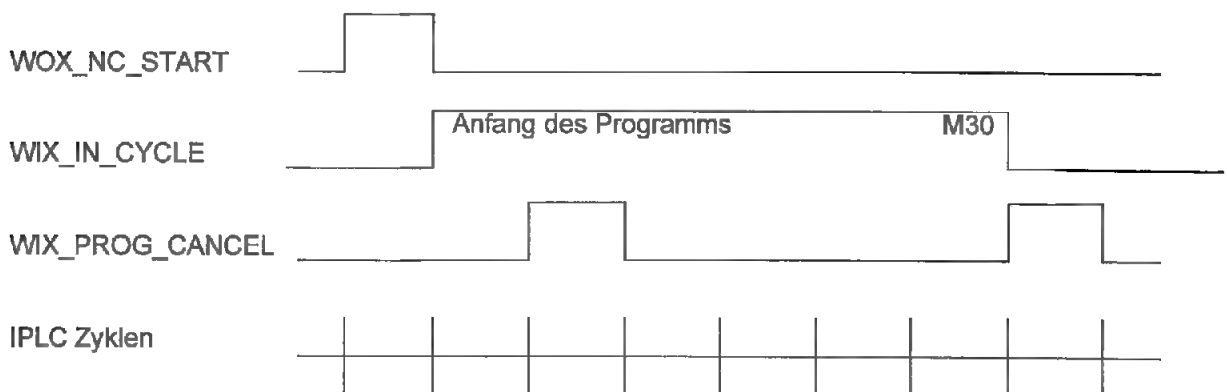 WOX_NC_START
WIX_IN_CYCLE
Anfang des Programms M30
WIX_PROG_CANCEL
IPLC Zyklen